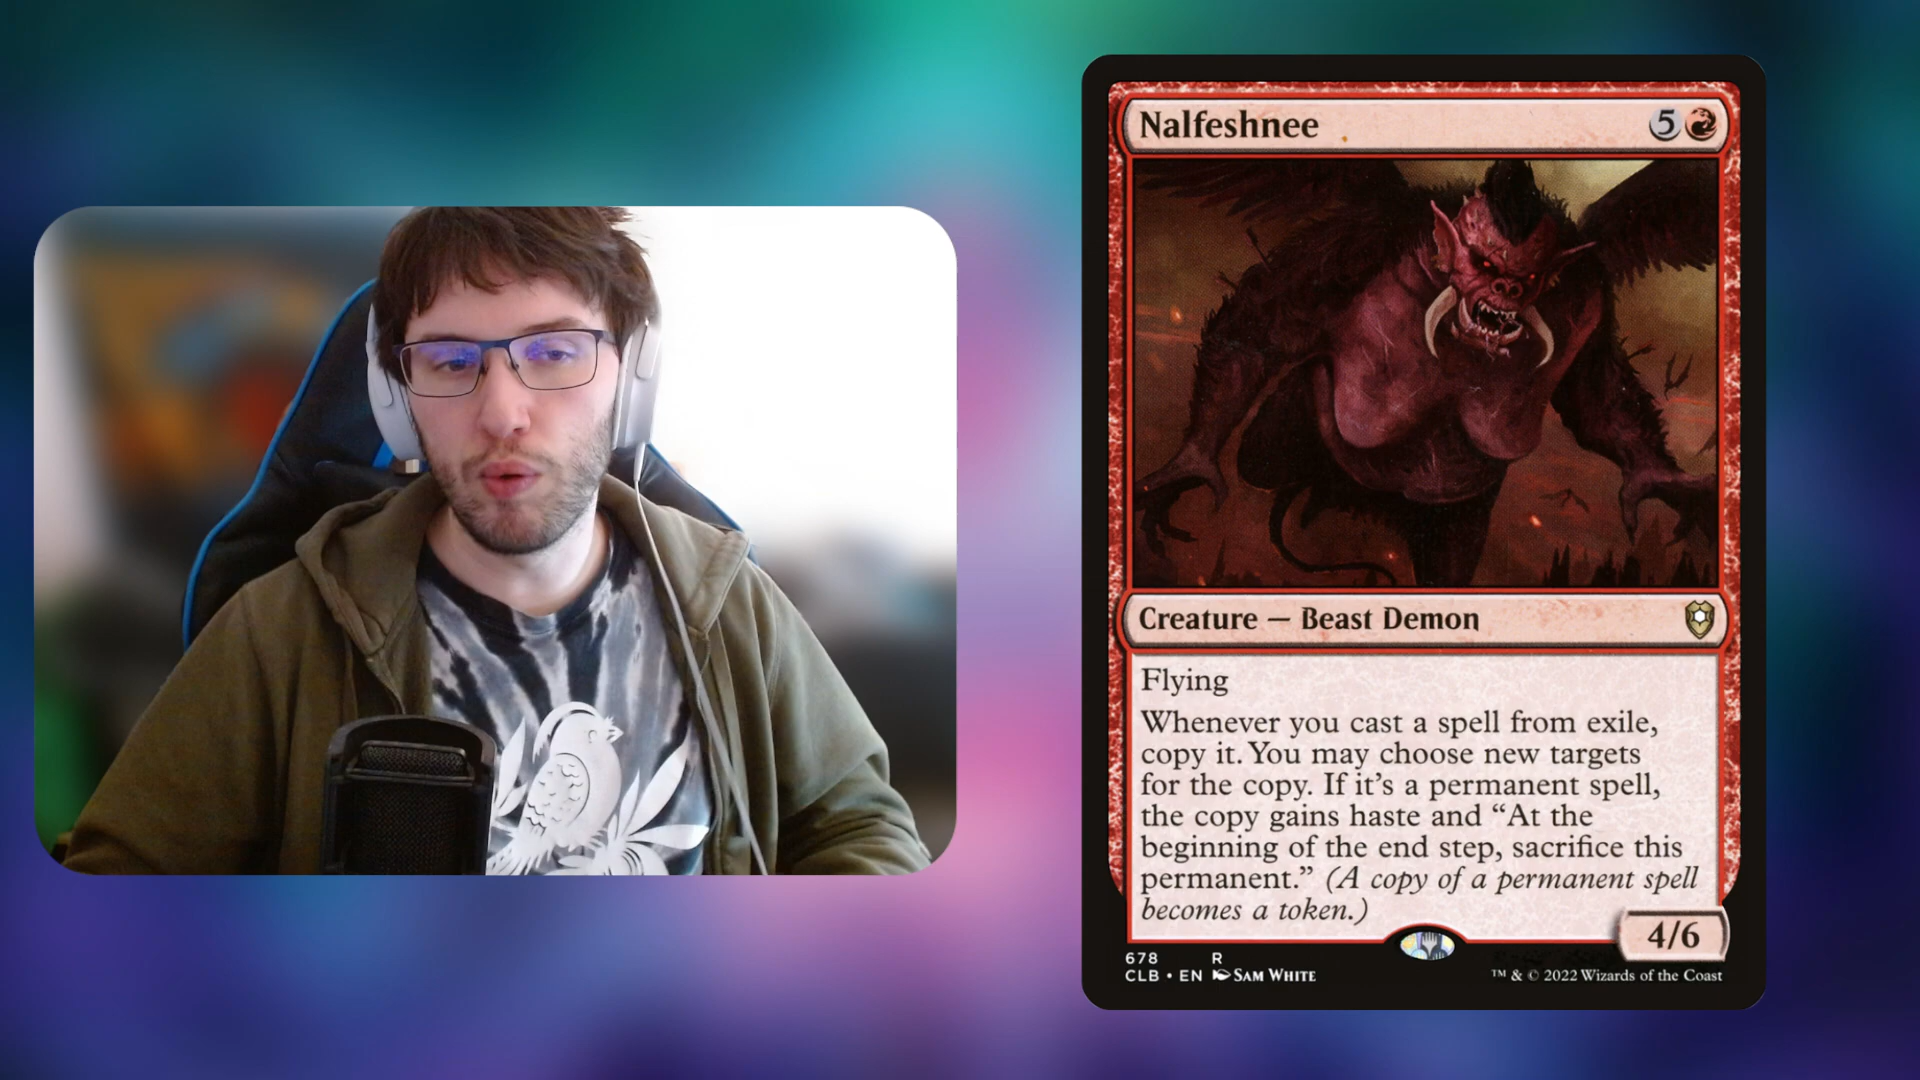 Nalfeshnee 5
Creature — Beast Demon
Flying
Whenever you cast a spell from exile,
copy it. You may choose new targets
for the copy. If it's a permanent spell,
the copy gains haste and “At the
beginning of the end step, sacrifice this
permanent.” (A copy of a permanent spell
becomes a token.)
4/6
678 R
CLB • EN SAM WHITE
™ & © 2022 Wizards of the Coast